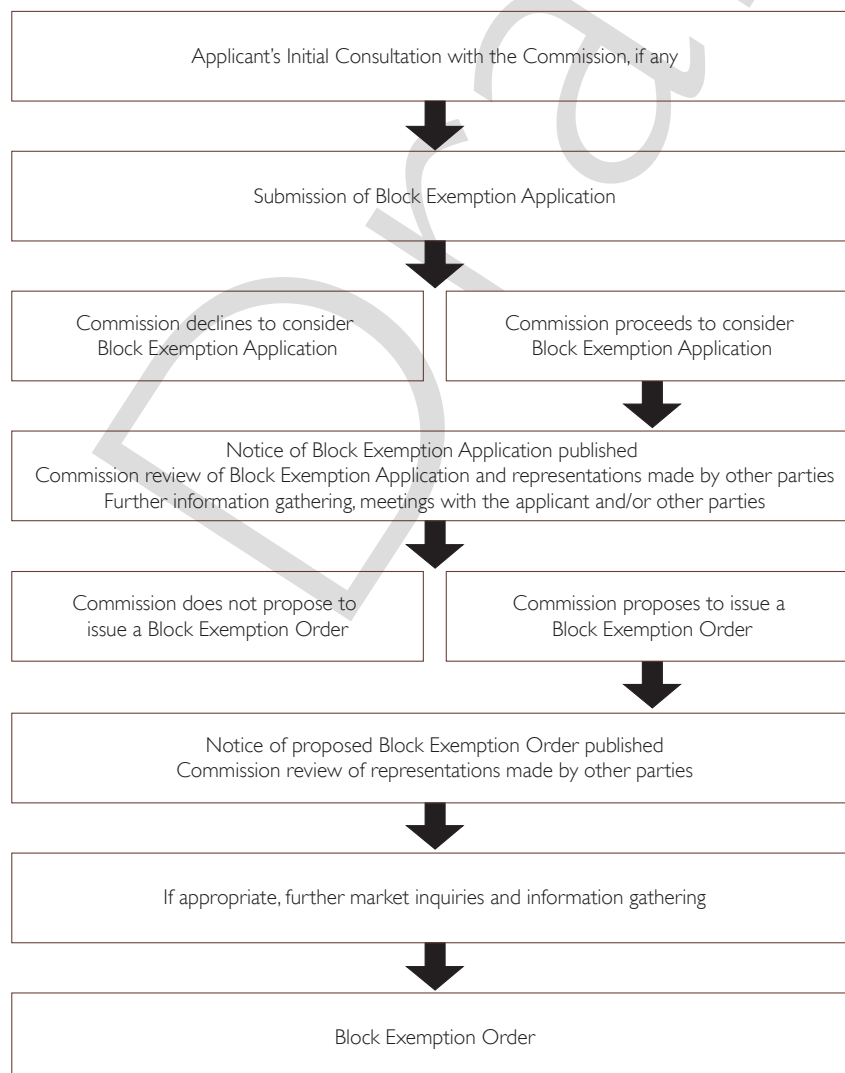 Applicant's Initial Consultation with the Commission, if any
Submission of Block Exemption Application
Commission declines to consider
Block Exemption Application
Commission proceeds to consider
Block Exemption Application
Notice of Block Exemption Application published
Commission review of Block Exemption Application and representations made by other parties
Further information gathering, meetings with the applicant and/or other parties
Commission does not propose to
issue a Block Exemption Order
Commission proposes to issue a
Block Exemption Order
Notice of proposed Block Exemption Order published
Commission review of representations made by other parties
If appropriate, further market inquiries and information gathering
Block Exemption Order
Dra